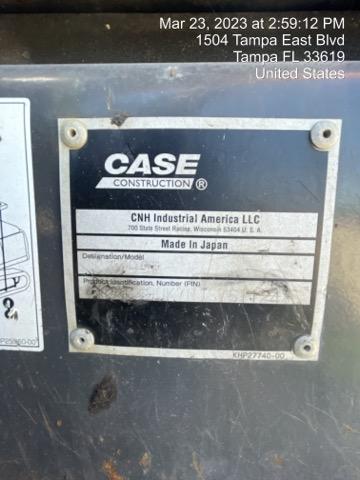 Mar 23, 2023 at 2:59:12 PM
1504 Tampa East Blvd
Tampa FL 33619
United States
CASE
CONSTRUCTION ®
CNH Industrial America LLC
700 State Street Racine, Wisconsin 53404 U. S. A.
Made In Japan
Designation/Model
Product Identification, Number (PIN)
KHP27740-00
2